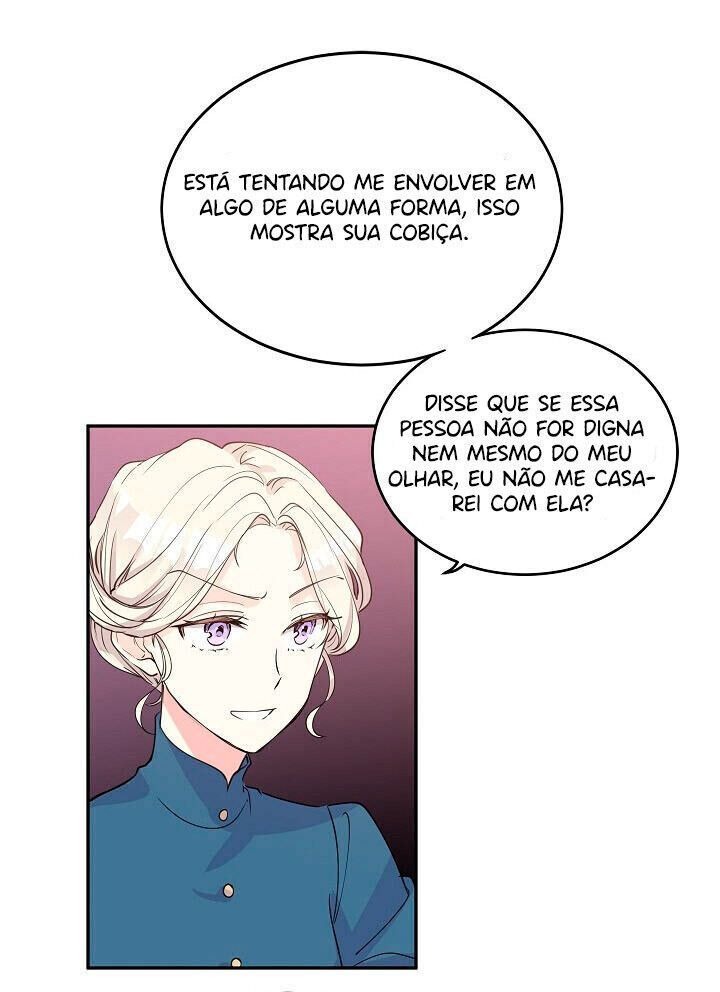 ESTÁ TENTANDO ME ENVOLVER EM
ALGO DE ALGUMA FORMA, ISSO
MOSTRA SUA COBIÇA.
DISSE QUE SE ESSA
PESSOA NÃO FOR DIGNA
NEM MESMO DO MEU
OLHAR, EU NÃO ME CASA-
REI COM ELA?